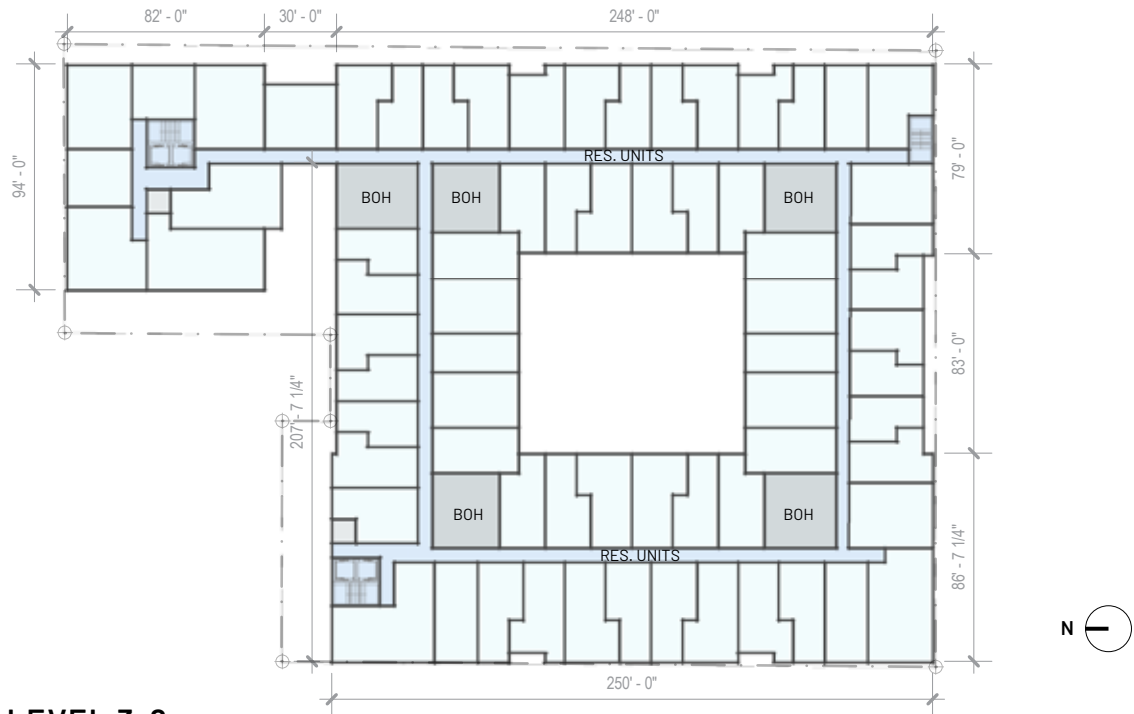 82' - 0" 30' - 0" 248' - 0"
94' - 0"
RES. UNITS
79' - 0"
BOH BOH BOH
83' - 0"
207' - 7 1/4"
BOH BOH
RES. UNITS
86' - 7 1/4"
N
250' - 0"